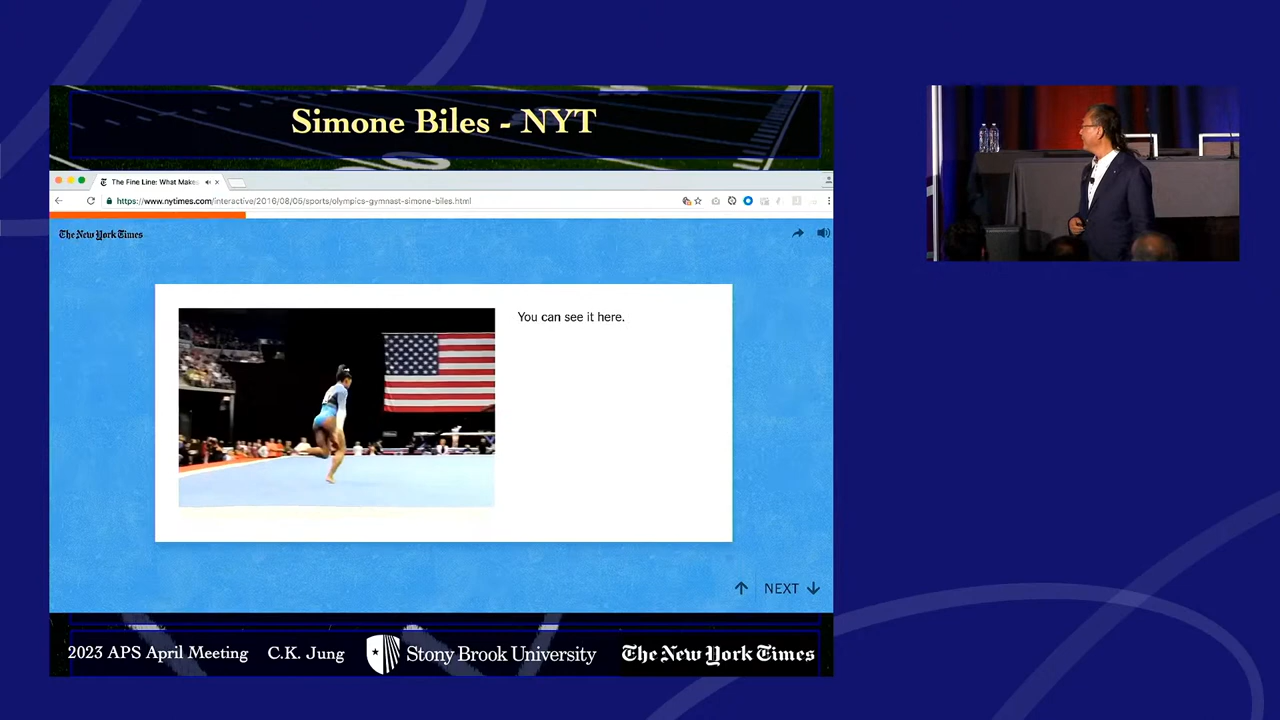 Simone Biles - NYT
The Fine Line: What Make
https://www.nytimes.com/interactive/2016/08/05/sports/olympics-gymnast-simone-biles.html
The New York Times
You can see it here.
NEXT
2023 APS April Meeting C.K. Jung Stony Brook University The New York Times